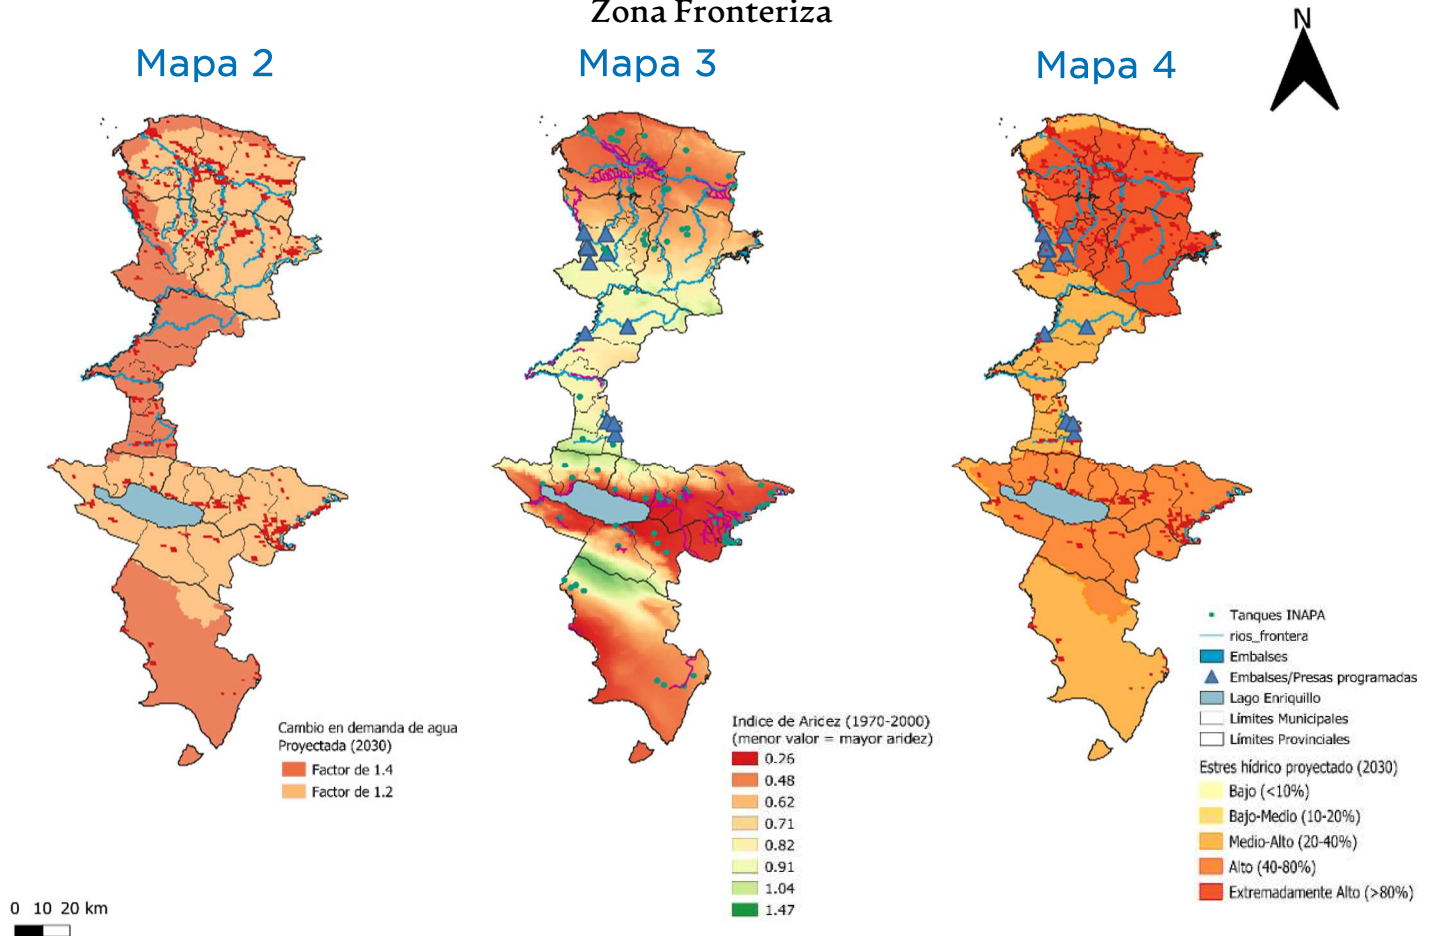 Zona Fronteriza
Mapa 2
Mapa 3
Mapa 4
N
Cambio en demanda de agua
Proyectada (2030)
Factor de 1.4
Factor de 1.2
Indice de Aridez (1970-2000)
(menor valor = mayor aridez)
0.26
0.48
0.62
0.71
0.82
0.91
1.04
1.47
Tanques INAPA
rios_frontera
Embalses
Embalses/Presas programadas
Lago Enriquillo
Límites Municipales
Límites Provinciales
Estres hídrico proyectado (2030)
Bajo (<10%)
Bajo-Medio (10-20%)
Medio-Alto (20-40%)
Alto (40-80%)
Extremadamente Alto (>80%)
0 10 20 km